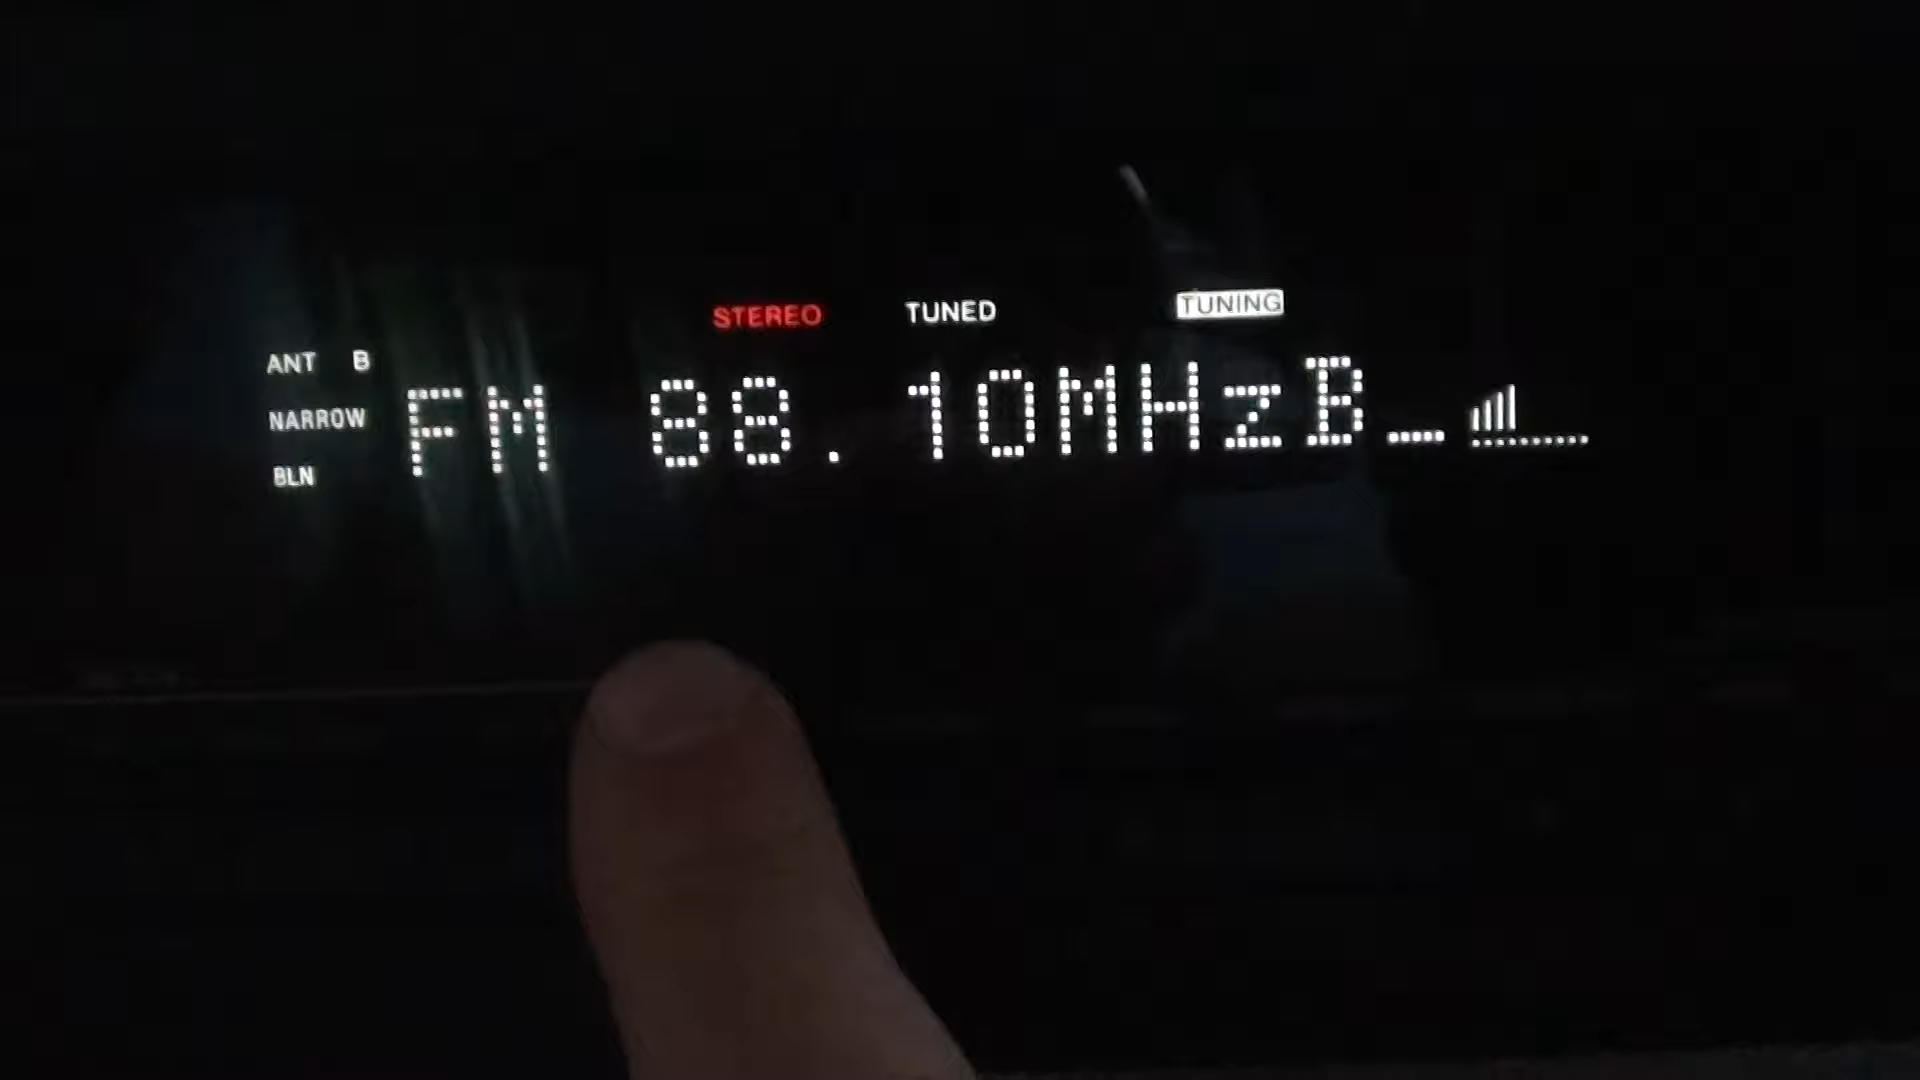 STEREO TUNED TUNING
ANT B
FM 88.10MHzB_
NARROW
BLN